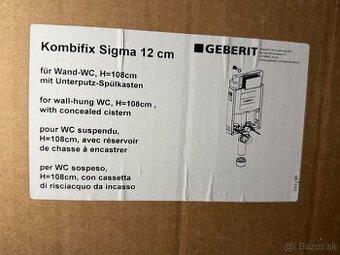 Kombifix Sigma 12 cm
GEBERIT
für Wand-WC, H=108cm
mit Unterputz-Spülkasten
for wall-hung WC, H=108cm ,
with concealed cistern
pour WC suspendu,
H=108cm, avec réservoir
de chasse à encastrer
per WC sospeso,
H=108cm, con cassetta
di risciacquo da incasso
Bazos.sk